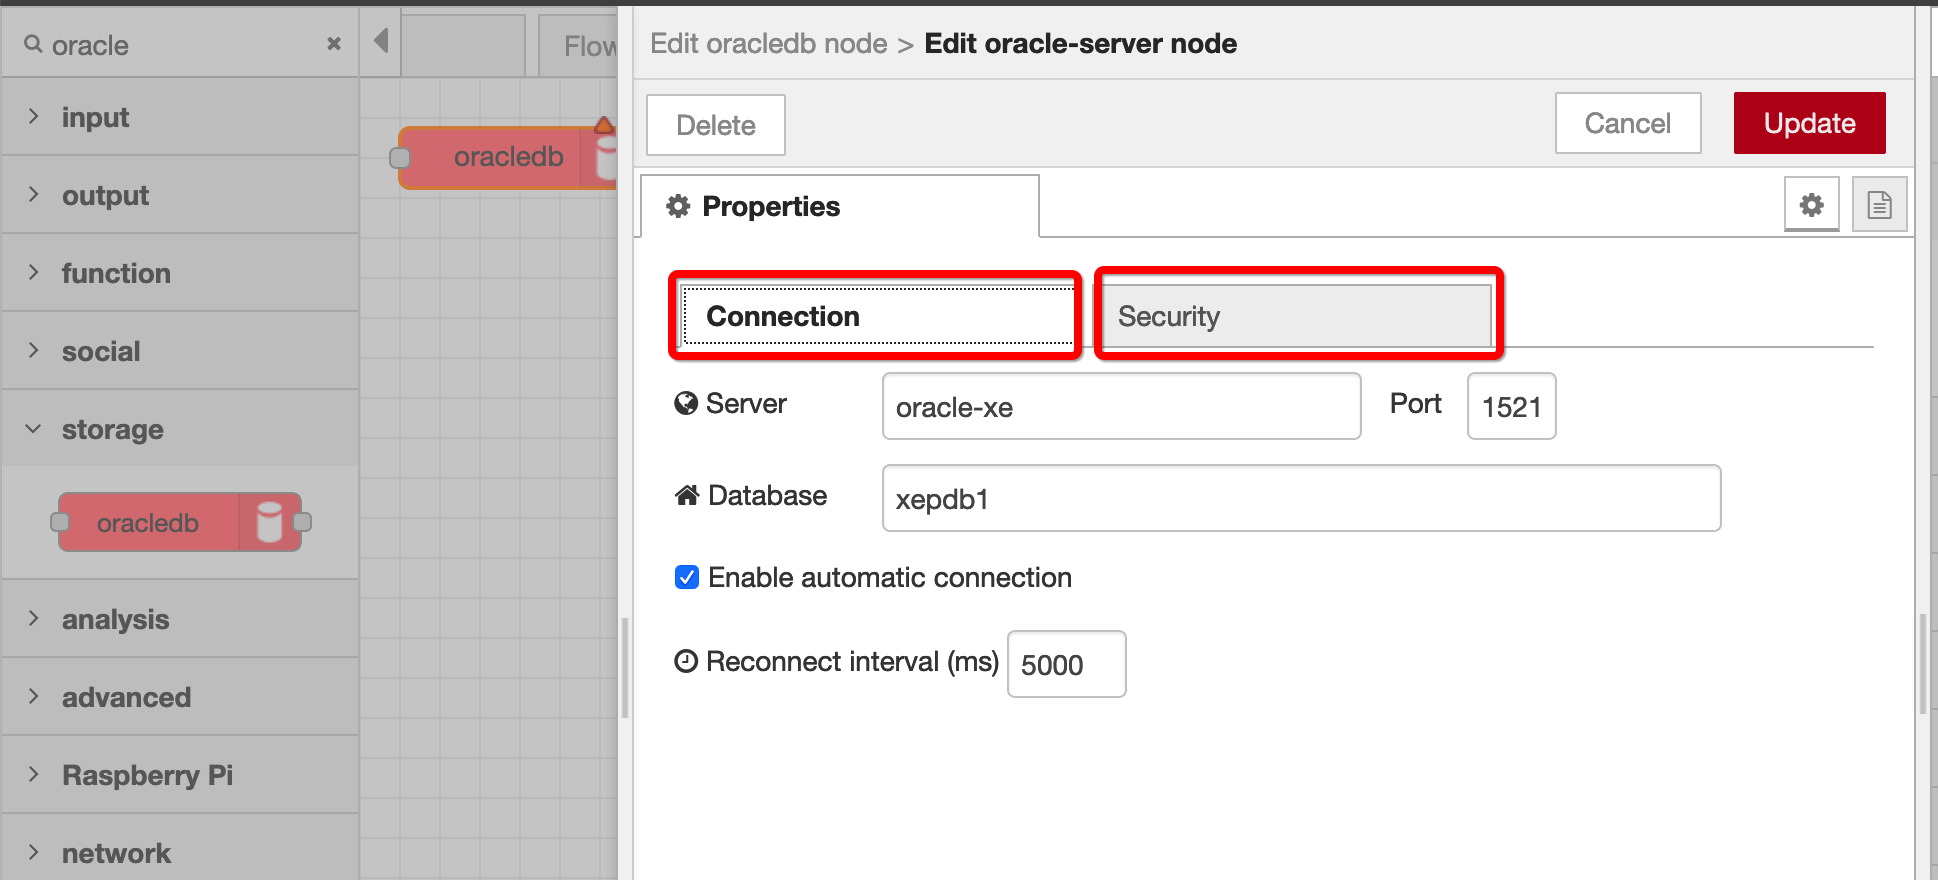 oracle
input
output
function
social
storage
oracledb
analysis
advanced
Raspberry Pi
network
Flow
oracledb
Edit oracledb node > Edit oracle-server node
Delete
Cancel
Update
Properties
Connection
Security
Server
oracle-xe
Port
1521
Database
xepdb1
Enable automatic connection
Reconnect interval (ms)
5000